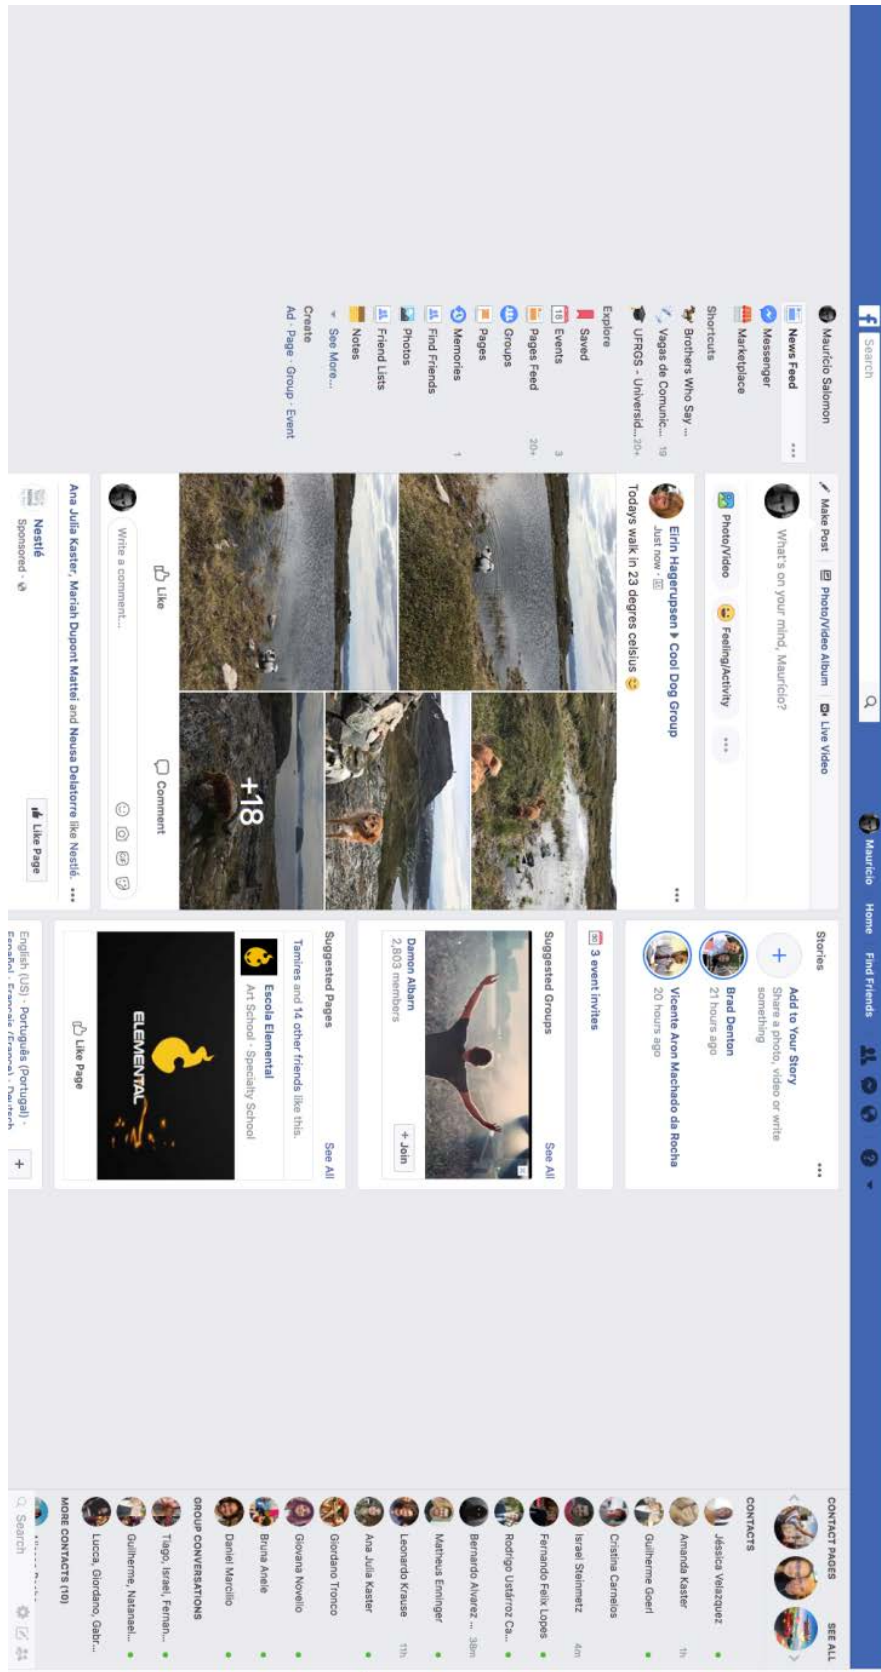 Search
Maurício
Home
Find Friends
Maurício Salomon
News Feed
Messenger
Marketplace
Shortcuts
Brothers Who Say ...
Vagas de Comunic... 19
UFRGS - Universid... 20+
Explore
Saved
Events 3
Pages Feed 20+
Groups
Pages
Memories 1
Find Friends
Photos
Friend Lists
Notes
See More...
Create
Ad · Page · Group · Event
Make Post
Photo/Video Album
Live Video
What's on your mind, Maurício?
Photo/Video
Feeling/Activity
Eirin Hagerupsen ▸ Cool Dog Group
Just now ·
Todays walk in 23 degres celsius 😀
+18
Like
Comment
Write a comment...
Ana Julia Kaster, Mariah Dupont Mattei and Neusa Delatorre like Nestlé.
Nestlé
Sponsored ·
Like Page
Stories
Add to Your Story
Share a photo, video or write
something
Brad Denton
21 hours ago
Vicente Aron Machado da Rocha
20 hours ago
3 event invites
Suggested Groups
See All
Damon Albarn
2,803 members
+ Join
Suggested Pages
See All
Tamires and 14 other friends like this.
Escola Elemental
Art School · Specialty School
ELEMENTAL
Like Page
English (US) · Português (Portugal) ·
Español · Français (France) · Deutsch
CONTACT PAGES
SEE ALL
CONTACTS
Jéssica Velazquez
Amanda Kaster 1h
Guilherme Goerl
Cristina Carneios
Israel Steinmetz 4m
Fernando Felix Lopes
Rodrigo Ustárroz Ca...
Bernardo Alvarez ... 38m
Matheus Enninger
Leonardo Krause 11h
Ana Julia Kaster
Giordano Tronco
Giovana Novello
Bruna Anele
Daniel Marcilio
GROUP CONVERSATIONS
Tiago, Israel, Fernan...
Guilherme, Natanael...
Lucca, Giordano, Gabr...
MORE CONTACTS (10)
Search